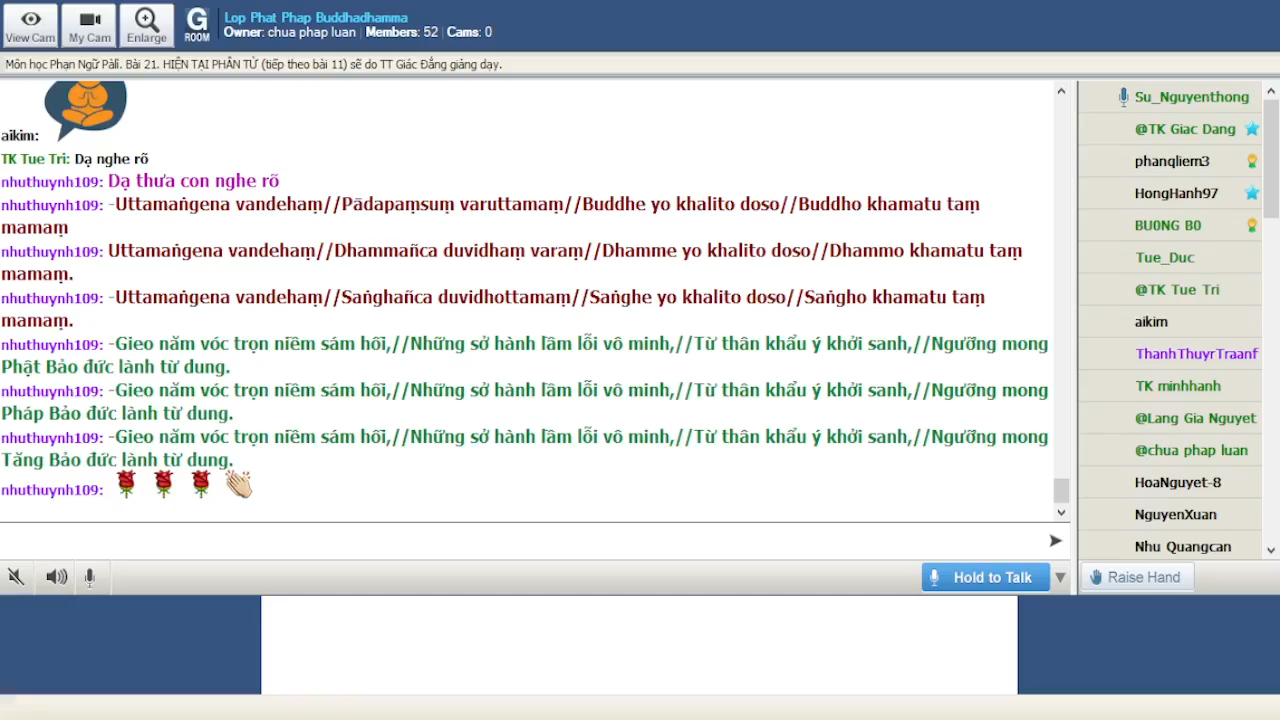 View Cam
My Cam
Enlarge
G
ROOM
Lop Phat Phap Buddhadhamma
Owner: chua phap luan | Members: 52 | Cams: 0
Môn học Phạn Ngữ Pāli. Bài 21. HIỆN TẠI PHÂN TỪ (tiếp theo bài 11) sẽ do TT Giác Đẳng giảng dạy.
aikim:
TK Tue Tri: Dạ nghe rõ
nhuthuynh109: Dạ thưa con nghe rõ
nhuthuynh109: -Uttamaṅgena vandehaṃ//Pādapaṃsuṃ varuttamaṃ//Buddhe yo khalito doso//Buddho khamatu taṃ
mamaṃ
nhuthuynh109: Uttamaṅgena vandehaṃ//Dhammañca duvidhaṃ varaṃ//Dhamme yo khalito doso//Dhammo khamatu taṃ
mamaṃ.
nhuthuynh109: -Uttamaṅgena vandehaṃ//Saṅghañca duvidhottamaṃ//Saṅghe yo khalito doso//Saṅgho khamatu taṃ
mamaṃ.
nhuthuynh109: -Gieo năm vóc trọn niềm sám hối,//Những sở hành lầm lỗi vô minh,//Từ thân khẩu ý khởi sanh,//Ngưỡng mong
Phật Bảo đức lành từ dung.
nhuthuynh109: -Gieo năm vóc trọn niềm sám hối,//Những sở hành lầm lỗi vô minh,//Từ thân khẩu ý khởi sanh,//Ngưỡng mong
Pháp Bảo đức lành từ dung.
nhuthuynh109: -Gieo năm vóc trọn niềm sám hối,//Những sở hành lầm lỗi vô minh,//Từ thân khẩu ý khởi sanh,//Ngưỡng mong
Tăng Bảo đức lành từ dung.
nhuthuynh109:
Hold to Talk
Su_Nguyenthong
@TK Giac Dang
phanqliem3
HongHanh97
BU0NG B0
Tue_Duc
@TK Tue Tri
aikim
ThanhThuyrTraanf
TK minhhanh
@Lang Gia Nguyet
@chua phap luan
HoaNguyet-8
NguyenXuan
Nhu Quangcan
Raise Hand